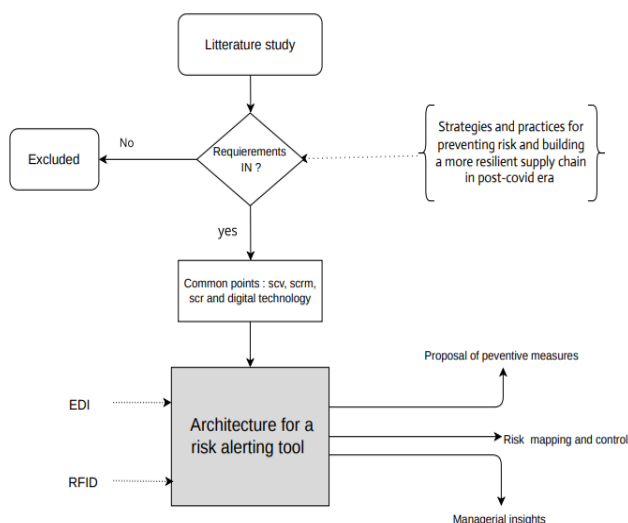 Litterature study
No
Excluded
Requierements
IN ?
Strategies and practices for
preventing risk and building
a more resilient supply chain
in post-covid era
yes
Common points : scv, scrm,
scr and digital technology
Proposal of peventive measures
EDI
Architecture for a
risk alerting tool
Risk mapping and control
RFID
Managerial insights